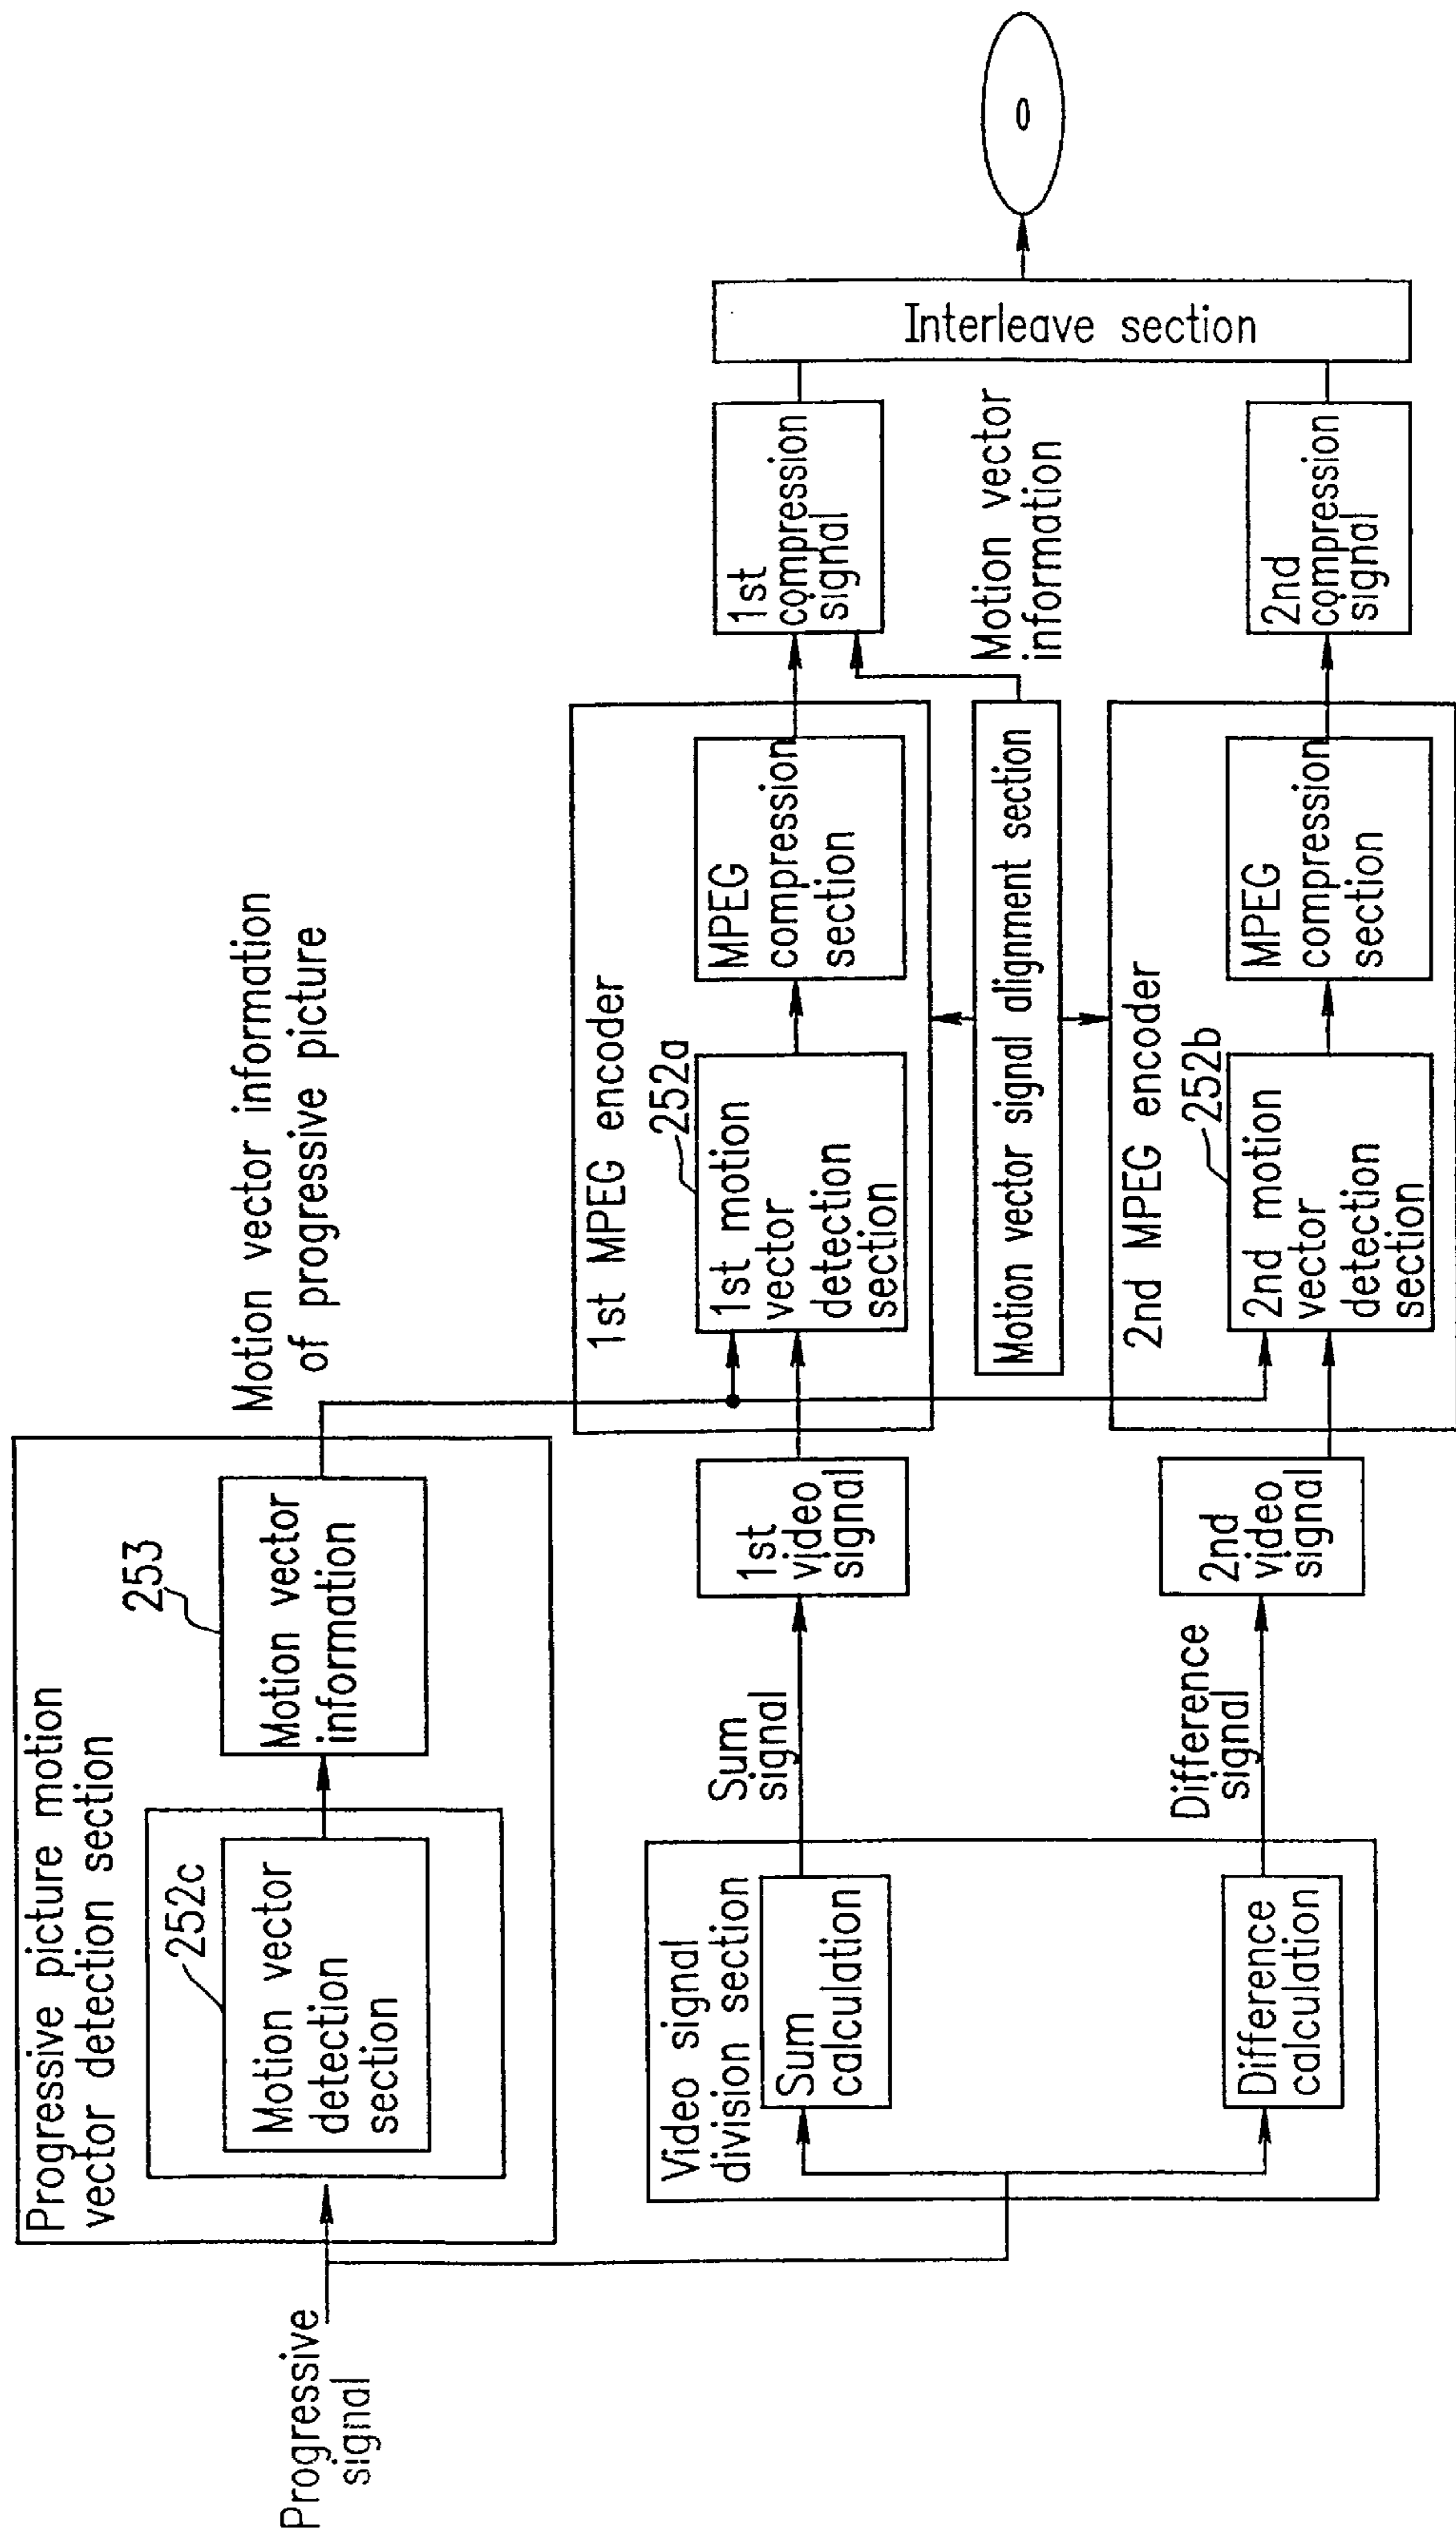 Progressive
signal
Progressive picture motion
vector detection section
252c
Motion vector
detection
section
253
Motion vector
information
Motion vector information
of progressive picture
Video signal
division section
Sum
calculation
Difference
calculation
Sum
signal
Difference
signal
1st
video
signal
2nd
video
signal
1st MPEG encoder
252a
1st motion
vector
detection
section
MPEG
compression
section
Motion vector signal alignment section
2nd MPEG encoder
252b
2nd motion
vector
detection
section
MPEG
compression
section
1st
compression
signal
Motion vector
information
2nd
compression
signal
Interleave section